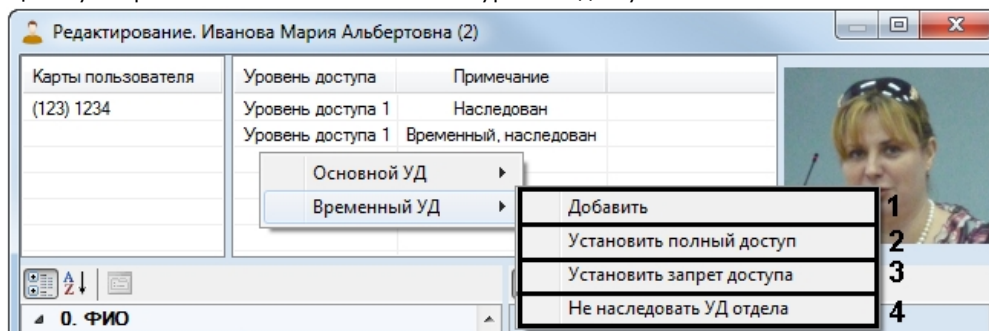 Редактирование. Иванова Мария Альбертовна (2)
Карты пользователя Уровень доступа Примечание
(123) 1234 Уровень доступа 1 Наследован
Уровень доступа 1 Временный, наследован
Основной УД
Временный УД Добавить 1
Установить полный доступ 2
Установить запрет доступа 3
Не наследовать УД отдела 4
0. ФИО